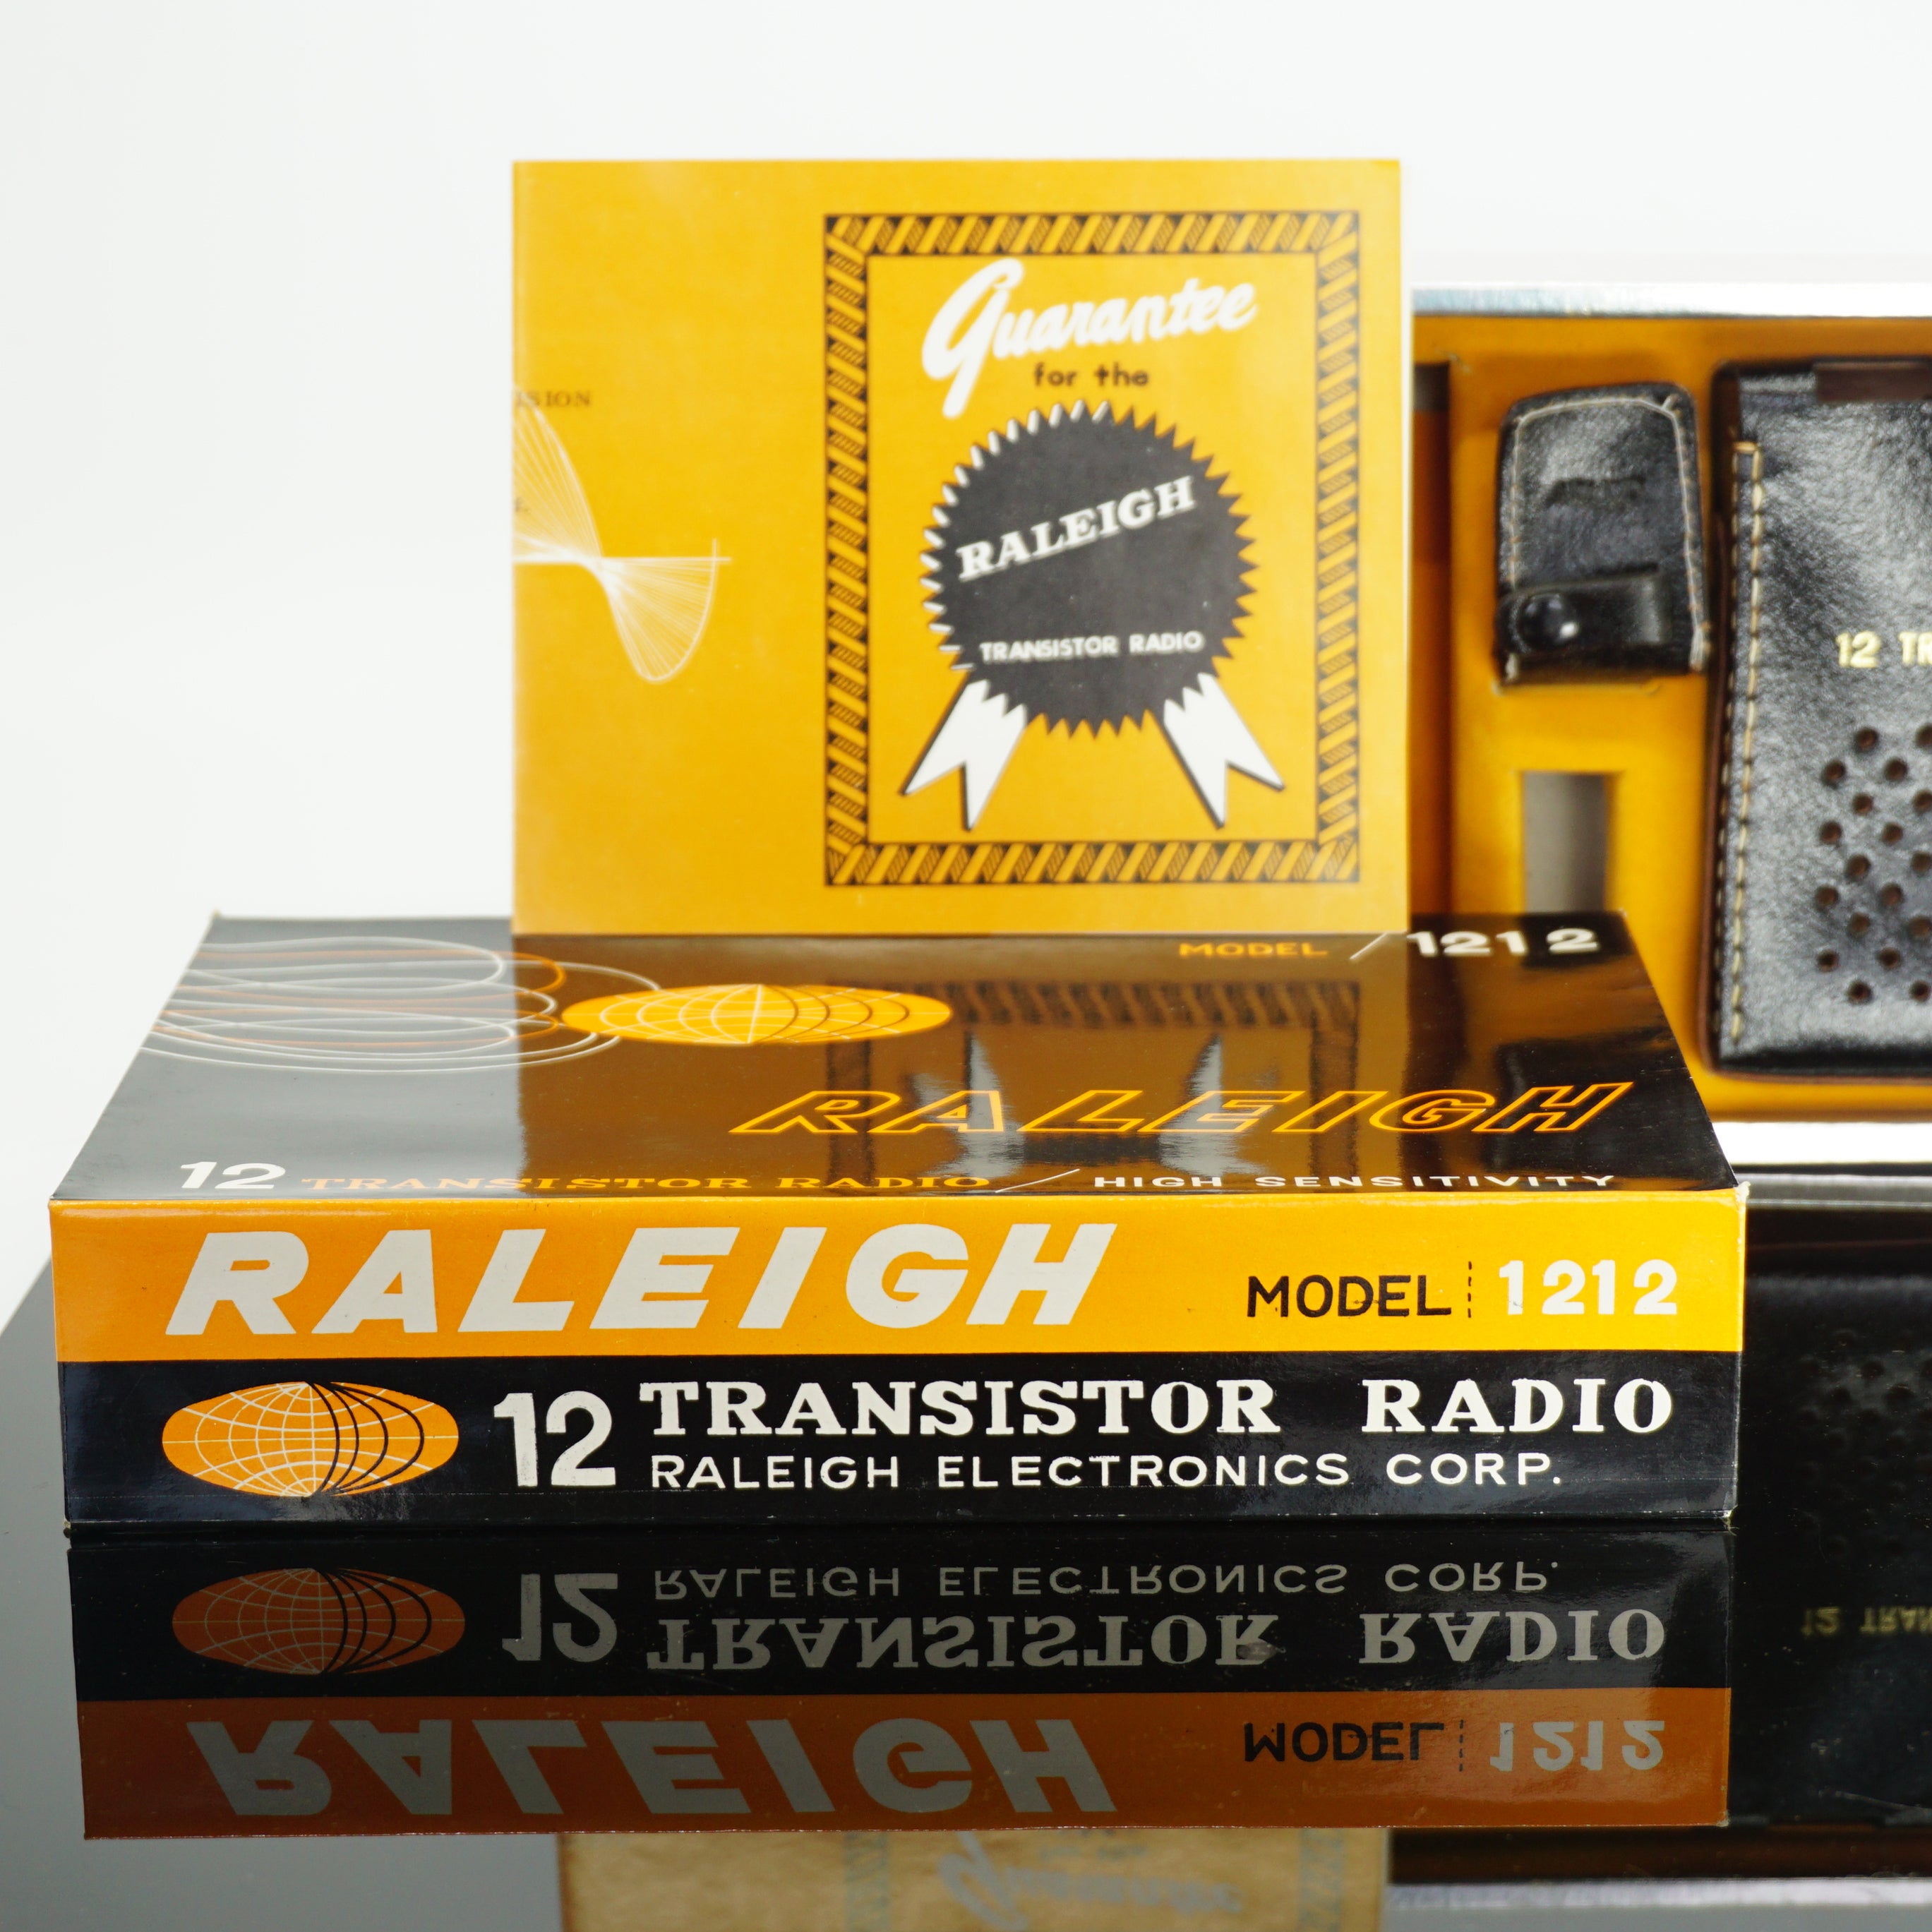 Guarantee
for the
RALEIGH
TRANSISTOR RADIO
12 TR
MODEL / 1212
RALEIGH
12 TRANSISTOR RADIO / HIGH SENSITIVITY
RALEIGH MODEL 1212
12 TRANSISTOR RADIO
RALEIGH ELECTRONICS CORP.